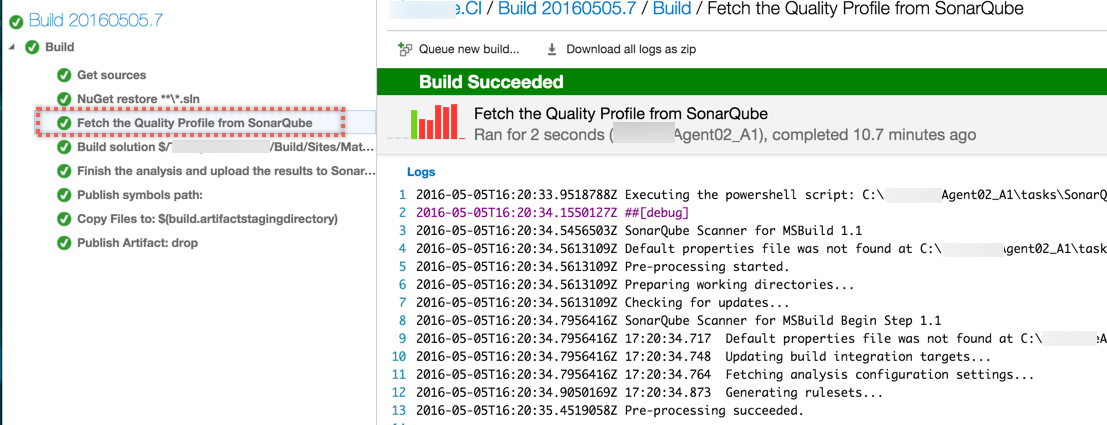 Build 20160505.7
Build
Get sources
NuGet restore **\*.sln
Fetch the Quality Profile from SonarQube
Build solution $/ /Build/Sites/Mat...
Finish the analysis and upload the results to Sonar...
Publish symbols path:
Copy Files to: $(build.artifactstagingdirectory)
Publish Artifact: drop
e.CI / Build 20160505.7 / Build / Fetch the Quality Profile from SonarQube
Queue new build... Download all logs as zip
Build Succeeded
Fetch the Quality Profile from SonarQube
Ran for 2 seconds ( Agent02_A1), completed 10.7 minutes ago
Logs
1 2016-05-05T16:20:33.9518788Z Executing the powershell script: C:\ Agent02_A1\tasks\SonarQ
2 2016-05-05T16:20:34.1550127Z ##[debug]
3 2016-05-05T16:20:34.5456503Z SonarQube Scanner for MSBuild 1.1
4 2016-05-05T16:20:34.5613109Z Default properties file was not found at C:\ Agent02_A1\task
5 2016-05-05T16:20:34.5613109Z Pre-processing started.
6 2016-05-05T16:20:34.5613109Z Preparing working directories...
7 2016-05-05T16:20:34.5613109Z Checking for updates...
8 2016-05-05T16:20:34.7956416Z SonarQube Scanner for MSBuild Begin Step 1.1
9 2016-05-05T16:20:34.7956416Z 17:20:34.717 Default properties file was not found at C:\ eA
10 2016-05-05T16:20:34.7956416Z 17:20:34.748 Updating build integration targets...
11 2016-05-05T16:20:34.7956416Z 17:20:34.764 Fetching analysis configuration settings...
12 2016-05-05T16:20:34.9050169Z 17:20:34.873 Generating rulesets...
13 2016-05-05T16:20:35.4519058Z Pre-processing succeeded.